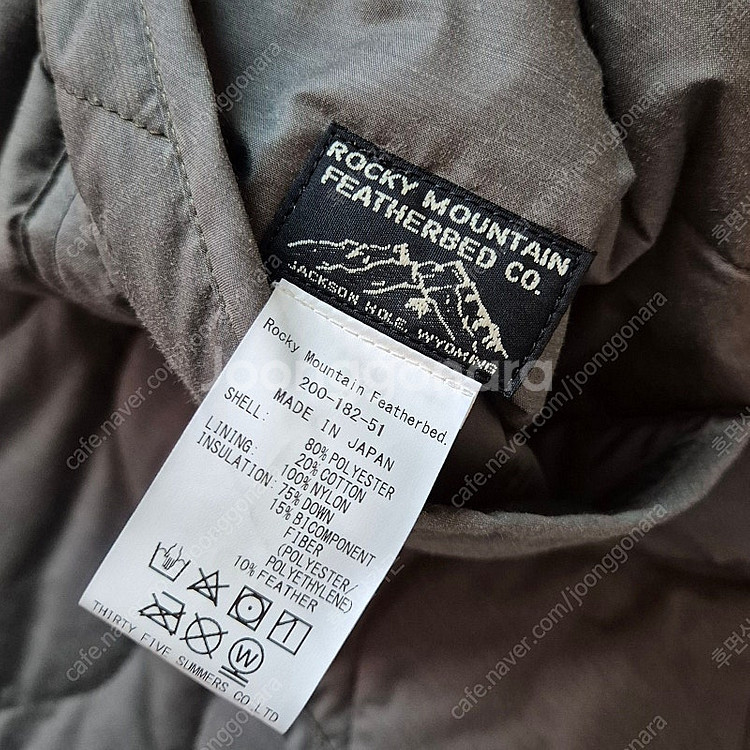 ROCKY MOUNTAIN
FEATHERBED CO.
JACKSON HOLE, WYOMING
Rocky Mountain Featherbed.
200-182-51
MADE IN JAPAN
SHELL: 80%POLYESTER
20%COTTON
LINING: 100%NYLON
INSULATION: 75%DOWN
15%BICOMPONENT
FIBER
(POLYESTER/
POLYETHYLENE)
10%FEATHER
W
THIRTY FIVE SUMMERS CO.LTD
Joonggonara
cafe.naver.com/joonggonara